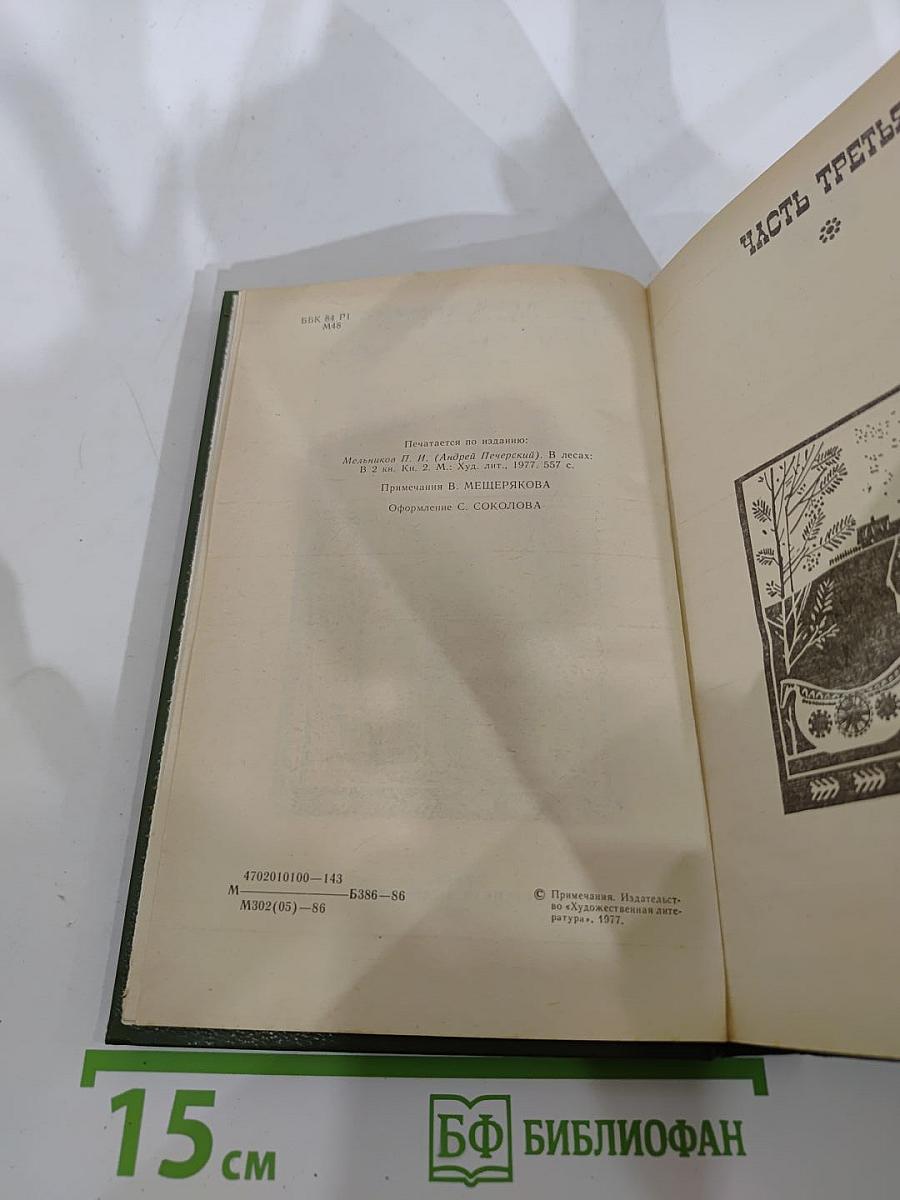 ББК 84 Р1
М48
Печатается по изданию:
Мельников П. И. (Андрей Печерский). В лесах:
В 2 кн. Кн. 2. М.: Худ. лит., 1977. 557 с.
Примечания В. МЕЩЕРЯКОВА
Оформление С. СОКОЛОВА
4702010100—143
М————Б386—86
М302(05)—86
© Примечания. Издательст-
во «Художественная лите-
ратура», 1977.
ЧАСТЬ ТРЕТЬЯ
15 см
БФ БИБЛИОФАН